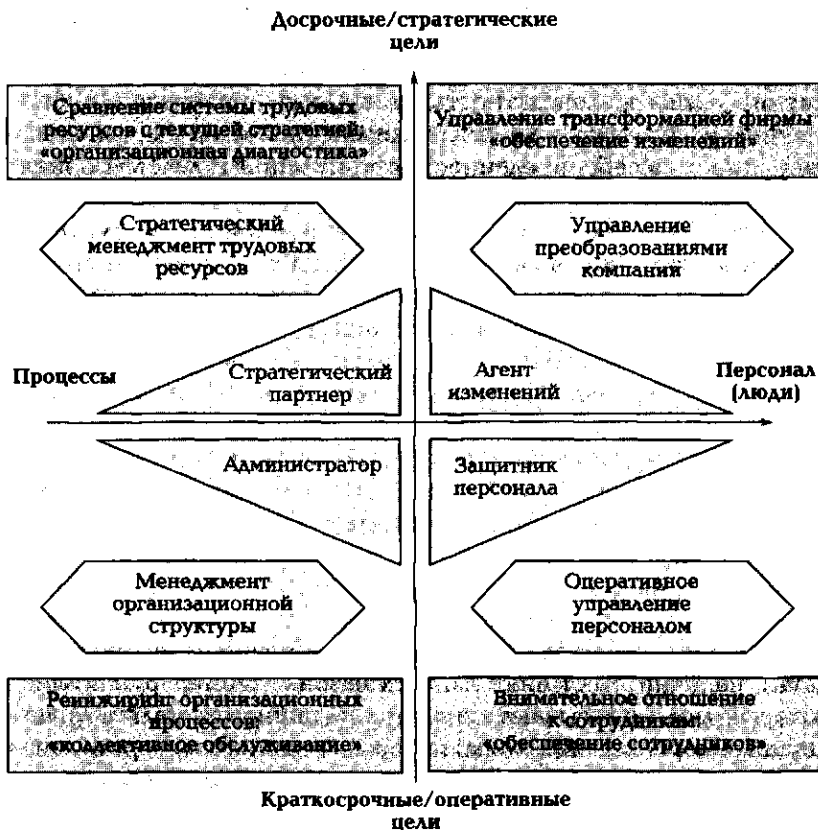 Досрочные/стратегические
цели
Сравнение системы трудовых
ресурсов с текущей стратегией:
«организационная диагностика»
Управление трансформацией фирмы
«обеспечение изменений»
Стратегический
менеджмент трудовых
ресурсов
Управление
преобразованиями
компании
Процессы
Стратегический
партнер
Агент
изменений
Персонал
(люди)
Администратор
Защитник
персонала
Менеджмент
организационной
структуры
Оперативное
управление
персоналом
Ренижиринг организационных
процессов:
«коллективное обслуживание»
Внимательное отношение
к сотрудникам:
«обеспечение сотрудников»
Краткосрочные/оперативные
цели